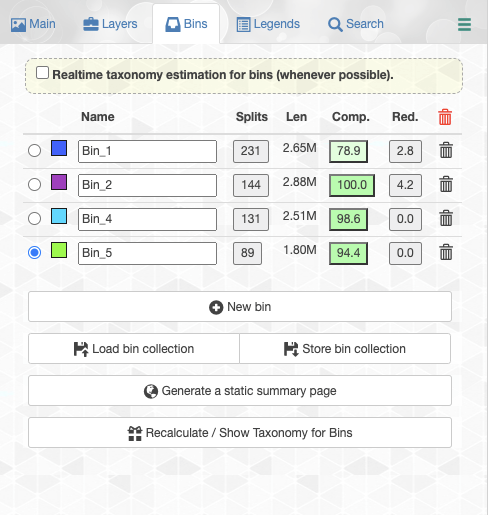 Main Layers Bins Legends Search
Realtime taxonomy estimation for bins (whenever possible).
Name Splits Len Comp. Red.
Bin_1 231 2.65M 78.9 2.8
Bin_2 144 2.88M 100.0 4.2
Bin_4 131 2.51M 98.6 0.0
Bin_5 89 1.80M 94.4 0.0
New bin
Load bin collection Store bin collection
Generate a static summary page
Recalculate / Show Taxonomy for Bins